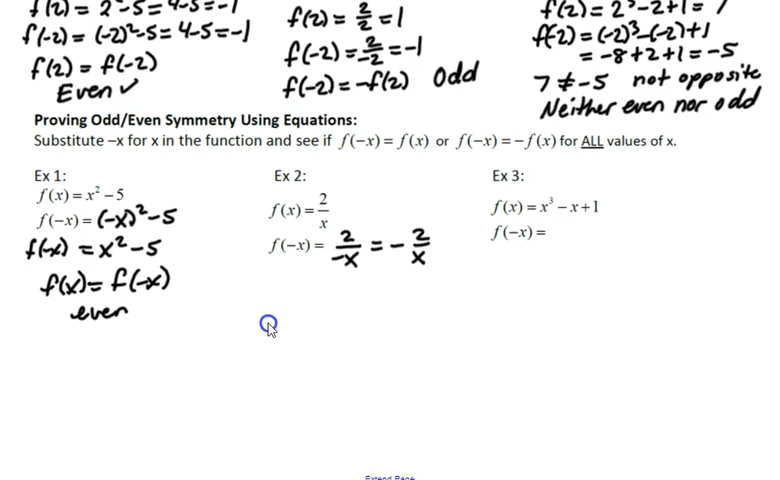 f(2) = 2² - 5 = 4 - 5 = -1
f(-2) = (-2)² - 5 = 4 - 5 = -1
f(2) = f(-2)
Even ✓
f(2) = 2/2 = 1
f(-2) = 2/-2 = -1
f(-2) = -f(2) Odd
f(2) = 2³ - 2 + 1 = 7
f(-2) = (-2)³ - (-2) + 1
= -8 + 2 + 1 = -5
7 ≠ -5 not opposite
Neither even nor odd
Proving Odd/Even Symmetry Using Equations:
Substitute –x for x in the function and see if f(−x) = f(x) or f(−x) = −f(x) for ALL values of x.
Ex 1:
f(x) = x² − 5
f(−x) = (-x)² - 5
f(-x) = x² - 5
f(x) = f(-x)
even
Ex 2:
f(x) = 2/x
f(−x) = 2/-x = - 2/x
Ex 3:
f(x) = x³ − x + 1
f(−x) =
Extend Page